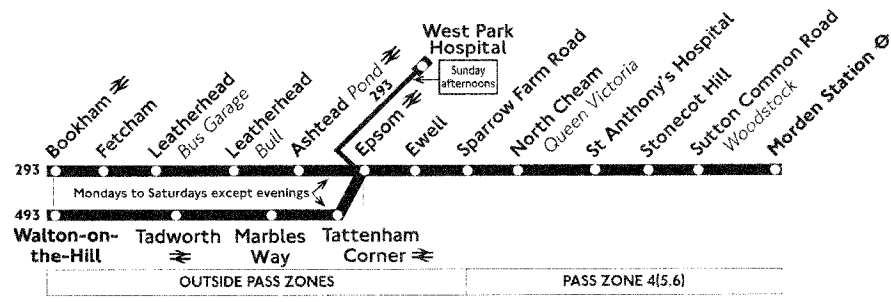 West Park
Hospital
Sunday
afternoons
293
Bookham
Fetcham
Leatherhead
Bus Garage
Leatherhead
Bull
Ashtead Pond
Epsom
Ewell
Sparrow Farm Road
North Cheam
Queen Victoria
St Anthony's Hospital
Stonecot Hill
Sutton Common Road
Woodstock
Morden Station
293
Mondays to Saturdays except evenings
493
Walton-on-
the-Hill
Tadworth
Marbles
Way
Tattenham
Corner
OUTSIDE PASS ZONES
PASS ZONE 4(5.6)